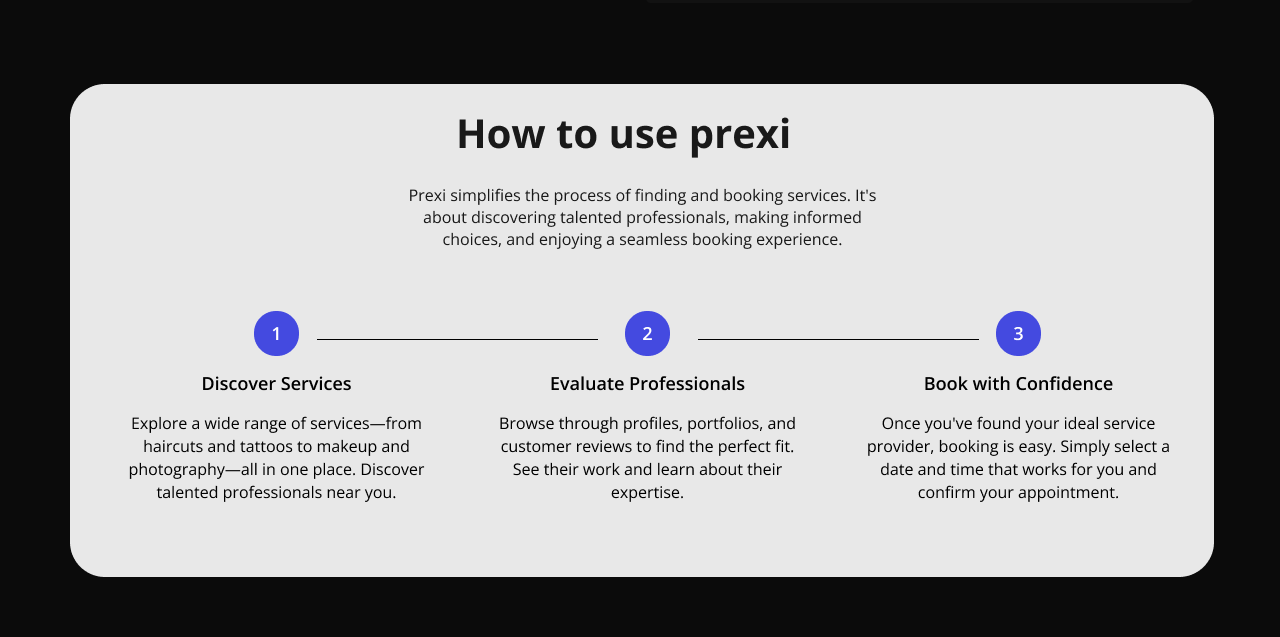 How to use prexi
Prexi simplifies the process of finding and booking services. It's
about discovering talented professionals, making informed
choices, and enjoying a seamless booking experience.
1
Discover Services
Explore a wide range of services—from
haircuts and tattoos to makeup and
photography—all in one place. Discover
talented professionals near you.
2
Evaluate Professionals
Browse through profiles, portfolios, and
customer reviews to find the perfect fit.
See their work and learn about their
expertise.
3
Book with Confidence
Once you've found your ideal service
provider, booking is easy. Simply select a
date and time that works for you and
confirm your appointment.